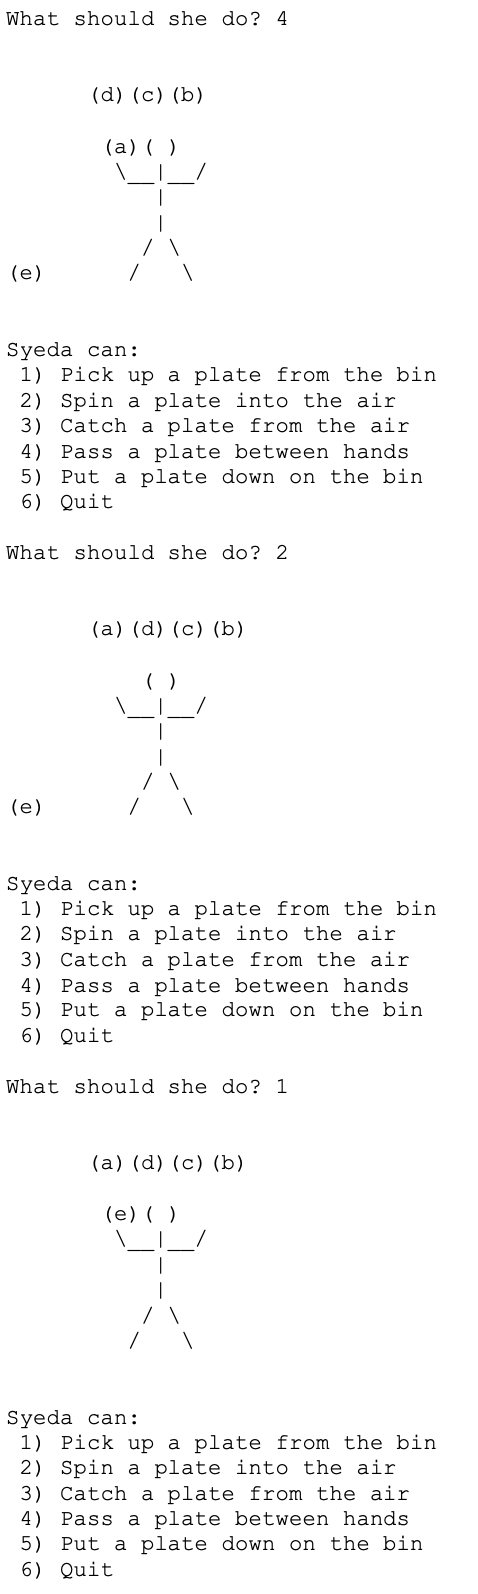 What should she do? 4
(d)(c)(b)
(a)( )
\__|__/
|
|
/ \
(e)      /   \
Syeda can:
1) Pick up a plate from the bin
2) Spin a plate into the air
3) Catch a plate from the air
4) Pass a plate between hands
5) Put a plate down on the bin
6) Quit
What should she do? 2
(a)(d)(c)(b)
( )
\__|__/
|
|
/ \
(e)      /   \
Syeda can:
1) Pick up a plate from the bin
2) Spin a plate into the air
3) Catch a plate from the air
4) Pass a plate between hands
5) Put a plate down on the bin
6) Quit
What should she do? 1
(a)(d)(c)(b)
(e)( )
\__|__/
|
|
/ \
/   \
Syeda can:
1) Pick up a plate from the bin
2) Spin a plate into the air
3) Catch a plate from the air
4) Pass a plate between hands
5) Put a plate down on the bin
6) Quit